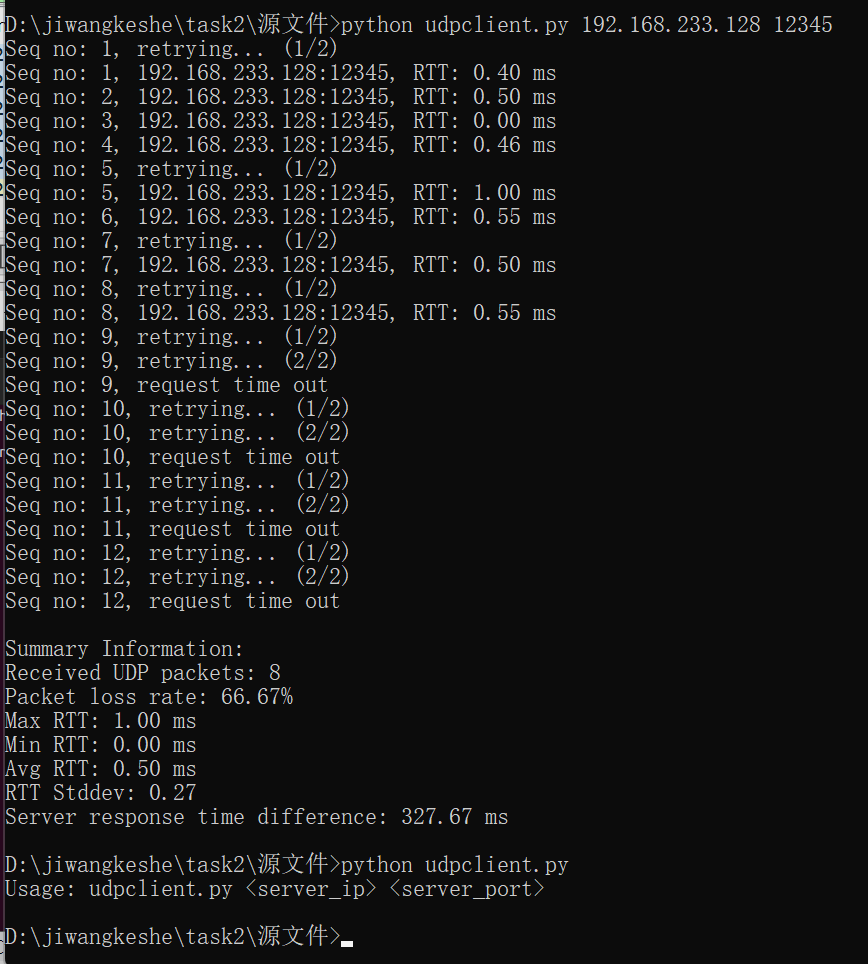 D:\jiwangkeshe\task2\源文件>python udpclient.py 192.168.233.128 12345
Seq no: 1, retrying... (1/2)
Seq no: 1, 192.168.233.128:12345, RTT: 0.40 ms
Seq no: 2, 192.168.233.128:12345, RTT: 0.50 ms
Seq no: 3, 192.168.233.128:12345, RTT: 0.00 ms
Seq no: 4, 192.168.233.128:12345, RTT: 0.46 ms
Seq no: 5, retrying... (1/2)
Seq no: 5, 192.168.233.128:12345, RTT: 1.00 ms
Seq no: 6, 192.168.233.128:12345, RTT: 0.55 ms
Seq no: 7, retrying... (1/2)
Seq no: 7, 192.168.233.128:12345, RTT: 0.50 ms
Seq no: 8, retrying... (1/2)
Seq no: 8, 192.168.233.128:12345, RTT: 0.55 ms
Seq no: 9, retrying... (1/2)
Seq no: 9, retrying... (2/2)
Seq no: 9, request time out
Seq no: 10, retrying... (1/2)
Seq no: 10, retrying... (2/2)
Seq no: 10, request time out
Seq no: 11, retrying... (1/2)
Seq no: 11, retrying... (2/2)
Seq no: 11, request time out
Seq no: 12, retrying... (1/2)
Seq no: 12, retrying... (2/2)
Seq no: 12, request time out
Summary Information:
Received UDP packets: 8
Packet loss rate: 66.67%
Max RTT: 1.00 ms
Min RTT: 0.00 ms
Avg RTT: 0.50 ms
RTT Stddev: 0.27
Server response time difference: 327.67 ms
D:\jiwangkeshe\task2\源文件>python udpclient.py
Usage: udpclient.py <server_ip> <server_port>
D:\jiwangkeshe\task2\源文件>